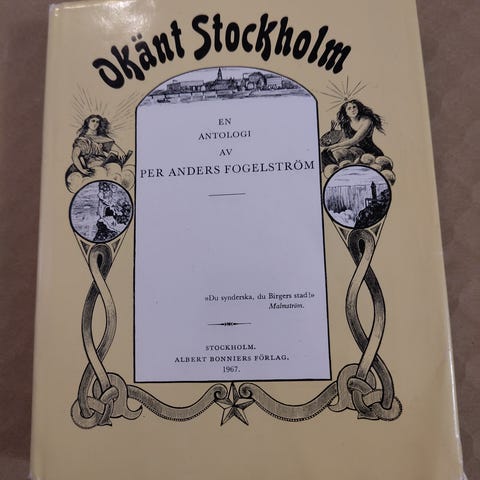 Okänt Stockholm
EN
ANTOLOGI
AV
PER ANDERS FOGELSTRÖM
»Du synderska, du Birgers stad!»
Malmström.
STOCKHOLM.
ALBERT BONNIERS FÖRLAG.
1967.